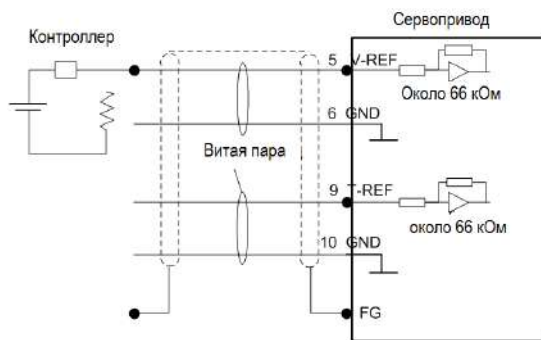 Сервопривод
Контроллер
5 V-REF
Около 66 кОм
6 GND
Витая пара
9 T-REF
около 66 кОм
10 GND
FG